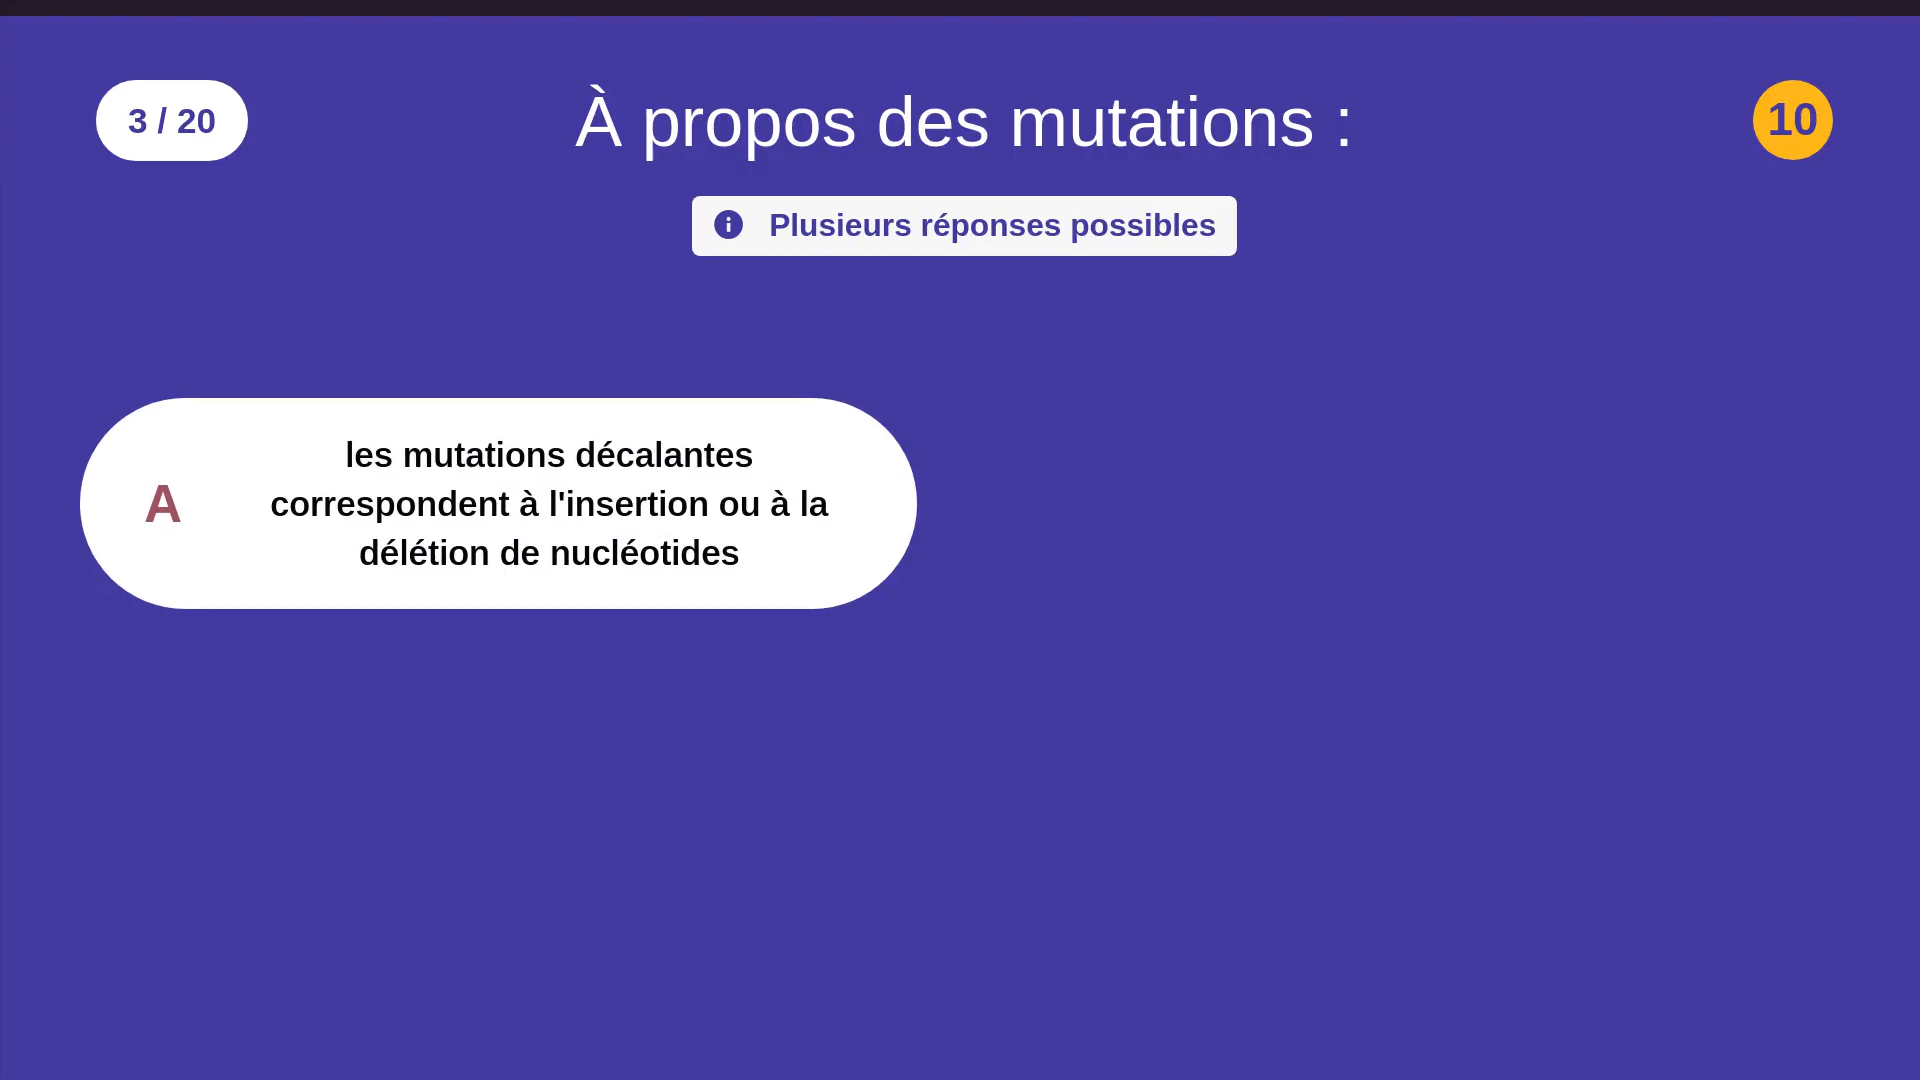 3 / 20
À propos des mutations :
10
Plusieurs réponses possibles
A
les mutations décalantes
correspondent à l'insertion ou à la
délétion de nucléotides